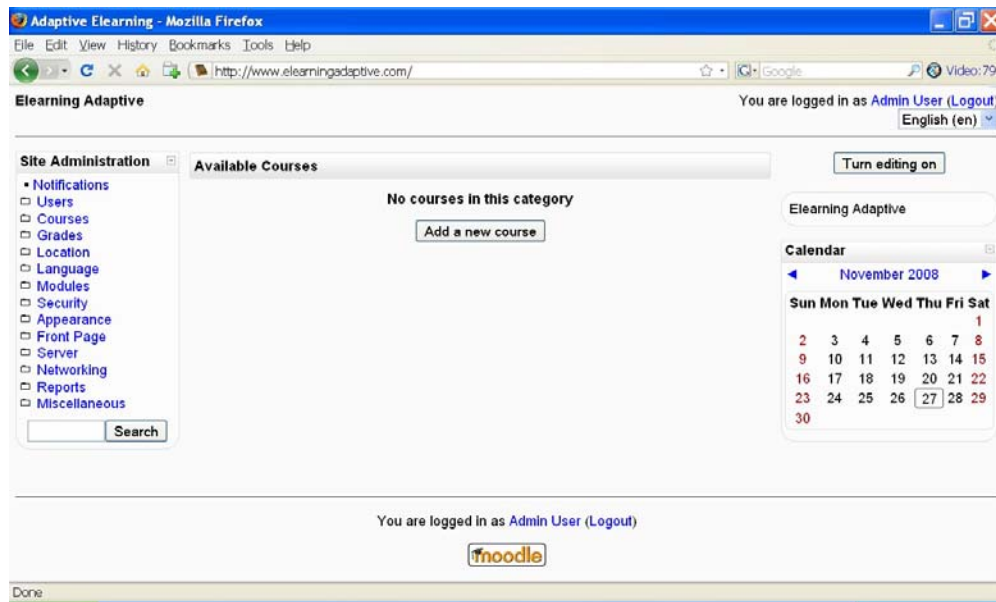 Adaptive Elearning - Mozilla Firefox
File Edit View History Bookmarks Tools Help
http://www.elearningadaptive.com/
Google
Video:79
Elearning Adaptive
You are logged in as Admin User (Logout)
English (en)
Site Administration
Notifications
Users
Courses
Grades
Location
Language
Modules
Security
Appearance
Front Page
Server
Networking
Reports
Miscellaneous
Search
Available Courses
No courses in this category
Add a new course
Turn editing on
Elearning Adaptive
Calendar
November 2008
Sun Mon Tue Wed Thu Fri Sat
1
2 3 4 5 6 7 8
9 10 11 12 13 14 15
16 17 18 19 20 21 22
23 24 25 26 27 28 29
30
You are logged in as Admin User (Logout)
moodle
Done